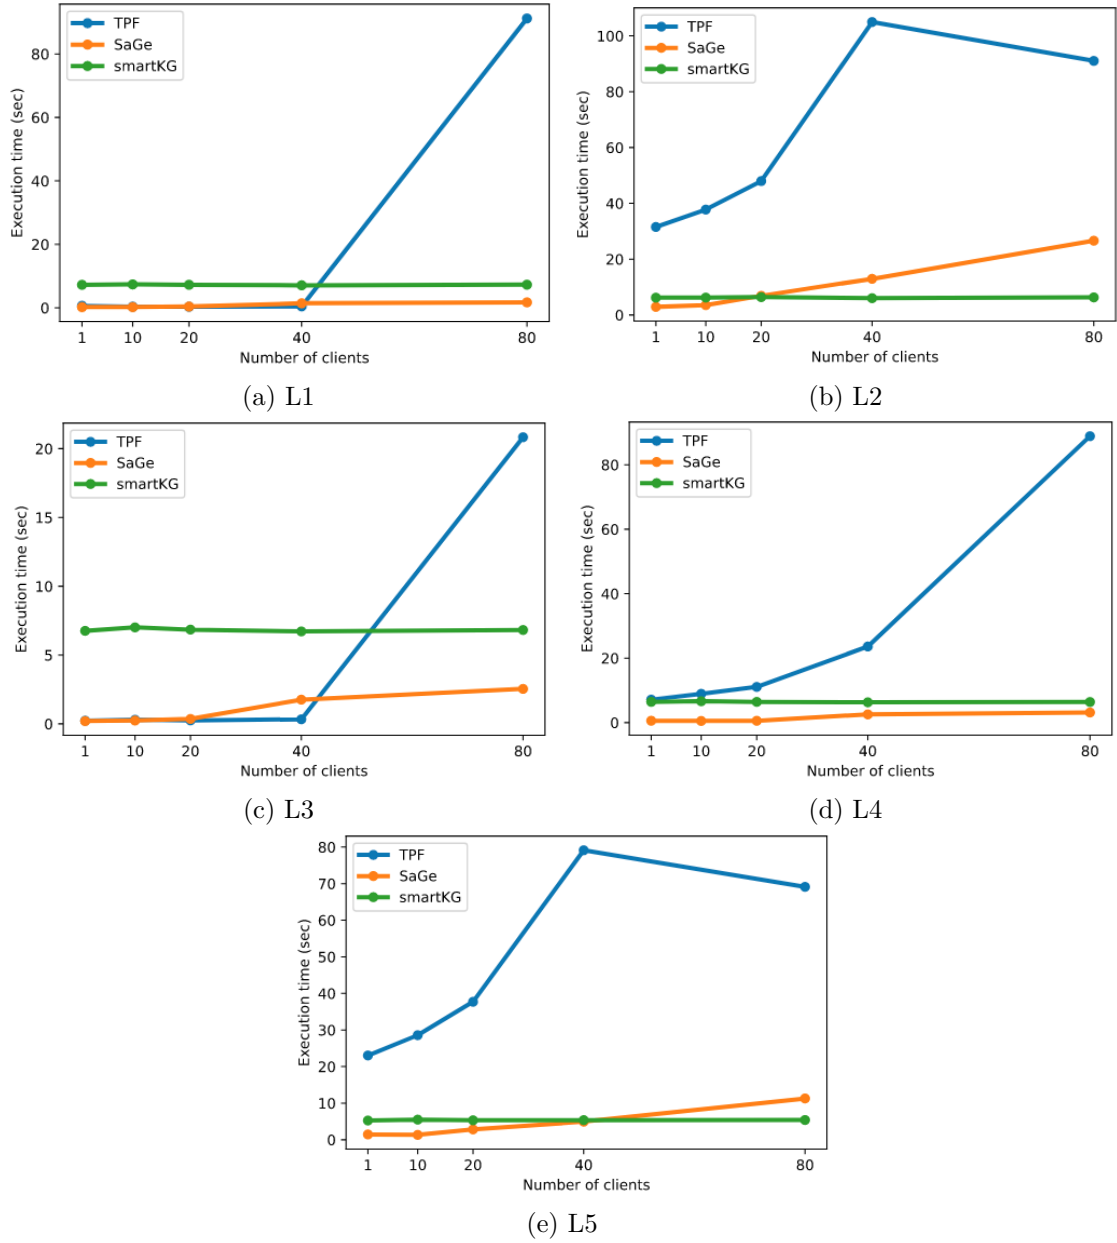 TPF
SaGe
smartKG
Execution time (sec)
80
60
40
20
0
1 10 20 40 80
Number of clients
(a) L1
TPF
SaGe
smartKG
Execution time (sec)
100
80
60
40
20
0
1 10 20 40 80
Number of clients
(b) L2
TPF
SaGe
smartKG
Execution time (sec)
20
15
10
5
0
1 10 20 40 80
Number of clients
(c) L3
TPF
SaGe
smartKG
Execution time (sec)
80
60
40
20
0
1 10 20 40 80
Number of clients
(d) L4
TPF
SaGe
smartKG
Execution time (sec)
80
70
60
50
40
30
20
10
0
1 10 20 40 80
Number of clients
(e) L5